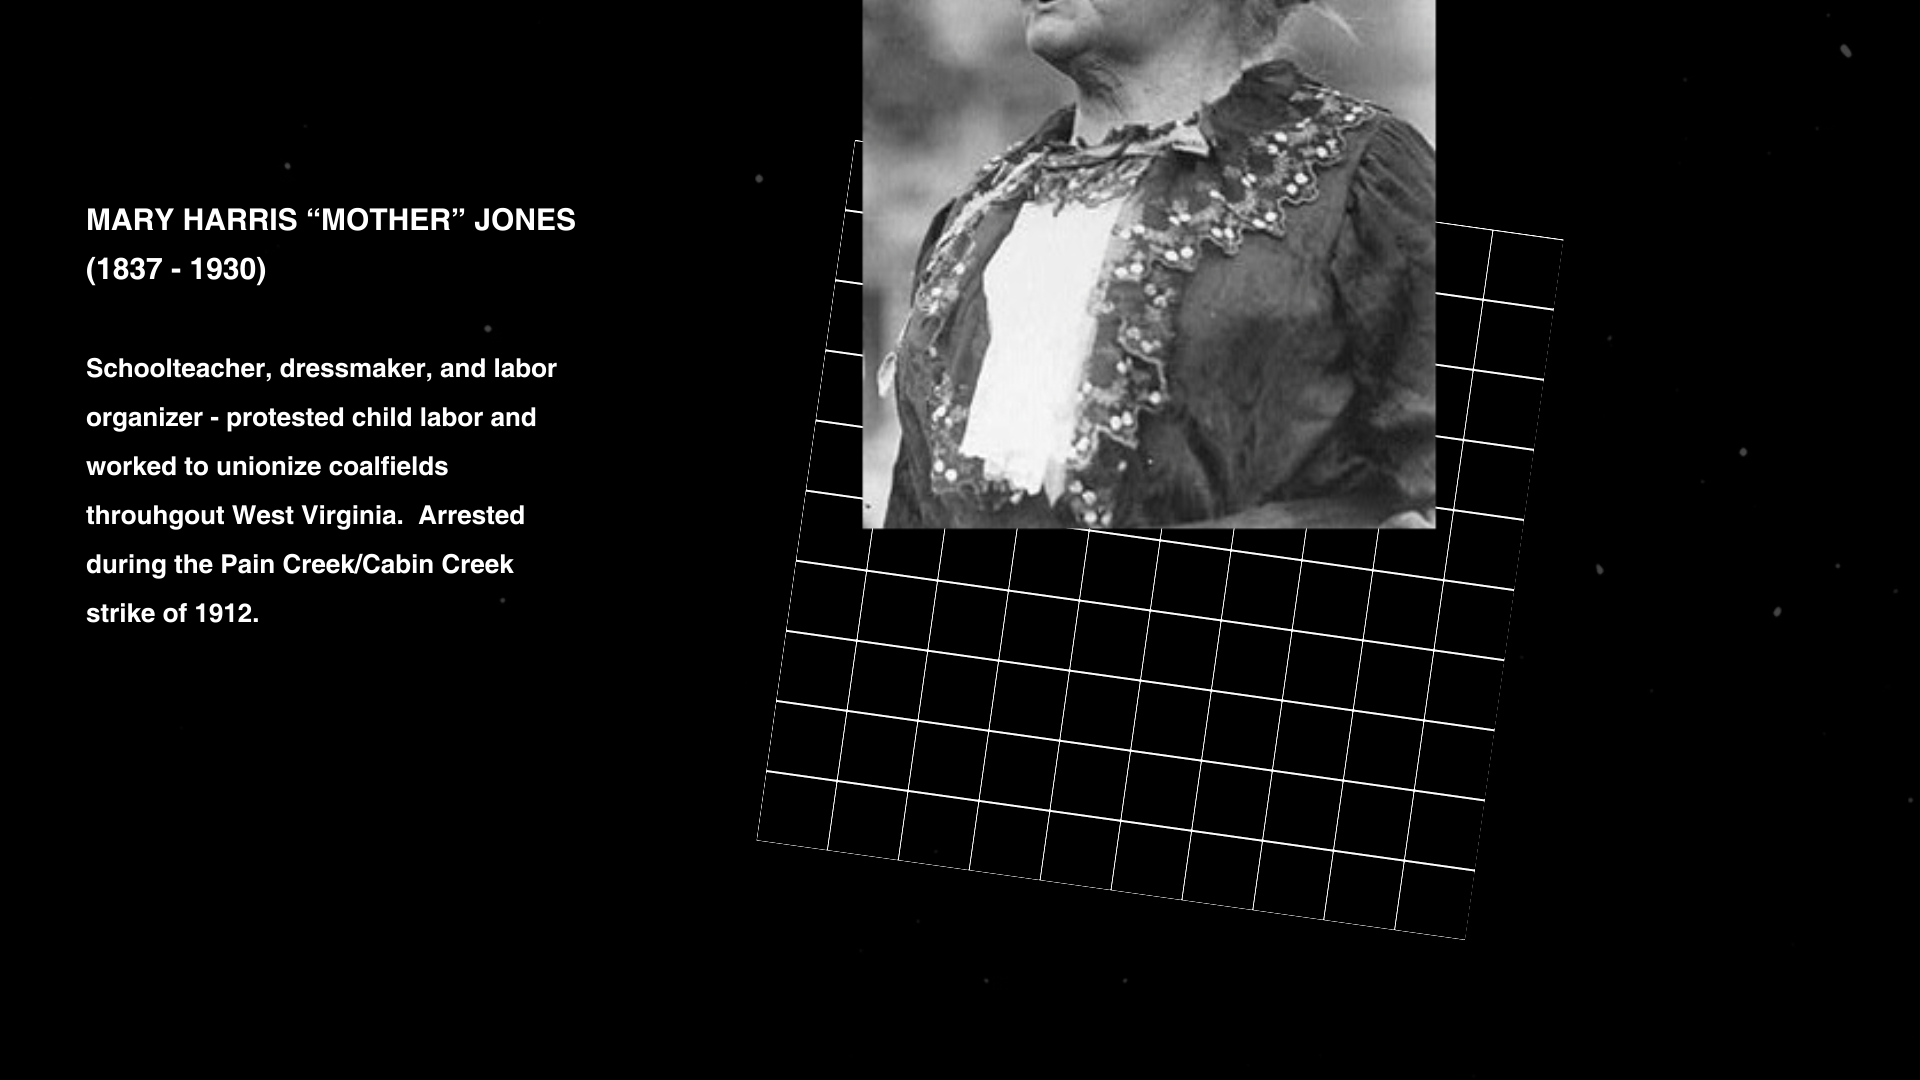 MARY HARRIS “MOTHER” JONES
(1837 - 1930)
Schoolteacher, dressmaker, and labor
organizer - protested child labor and
worked to unionize coalfields
throuhgout West Virginia.  Arrested
during the Pain Creek/Cabin Creek
strike of 1912.